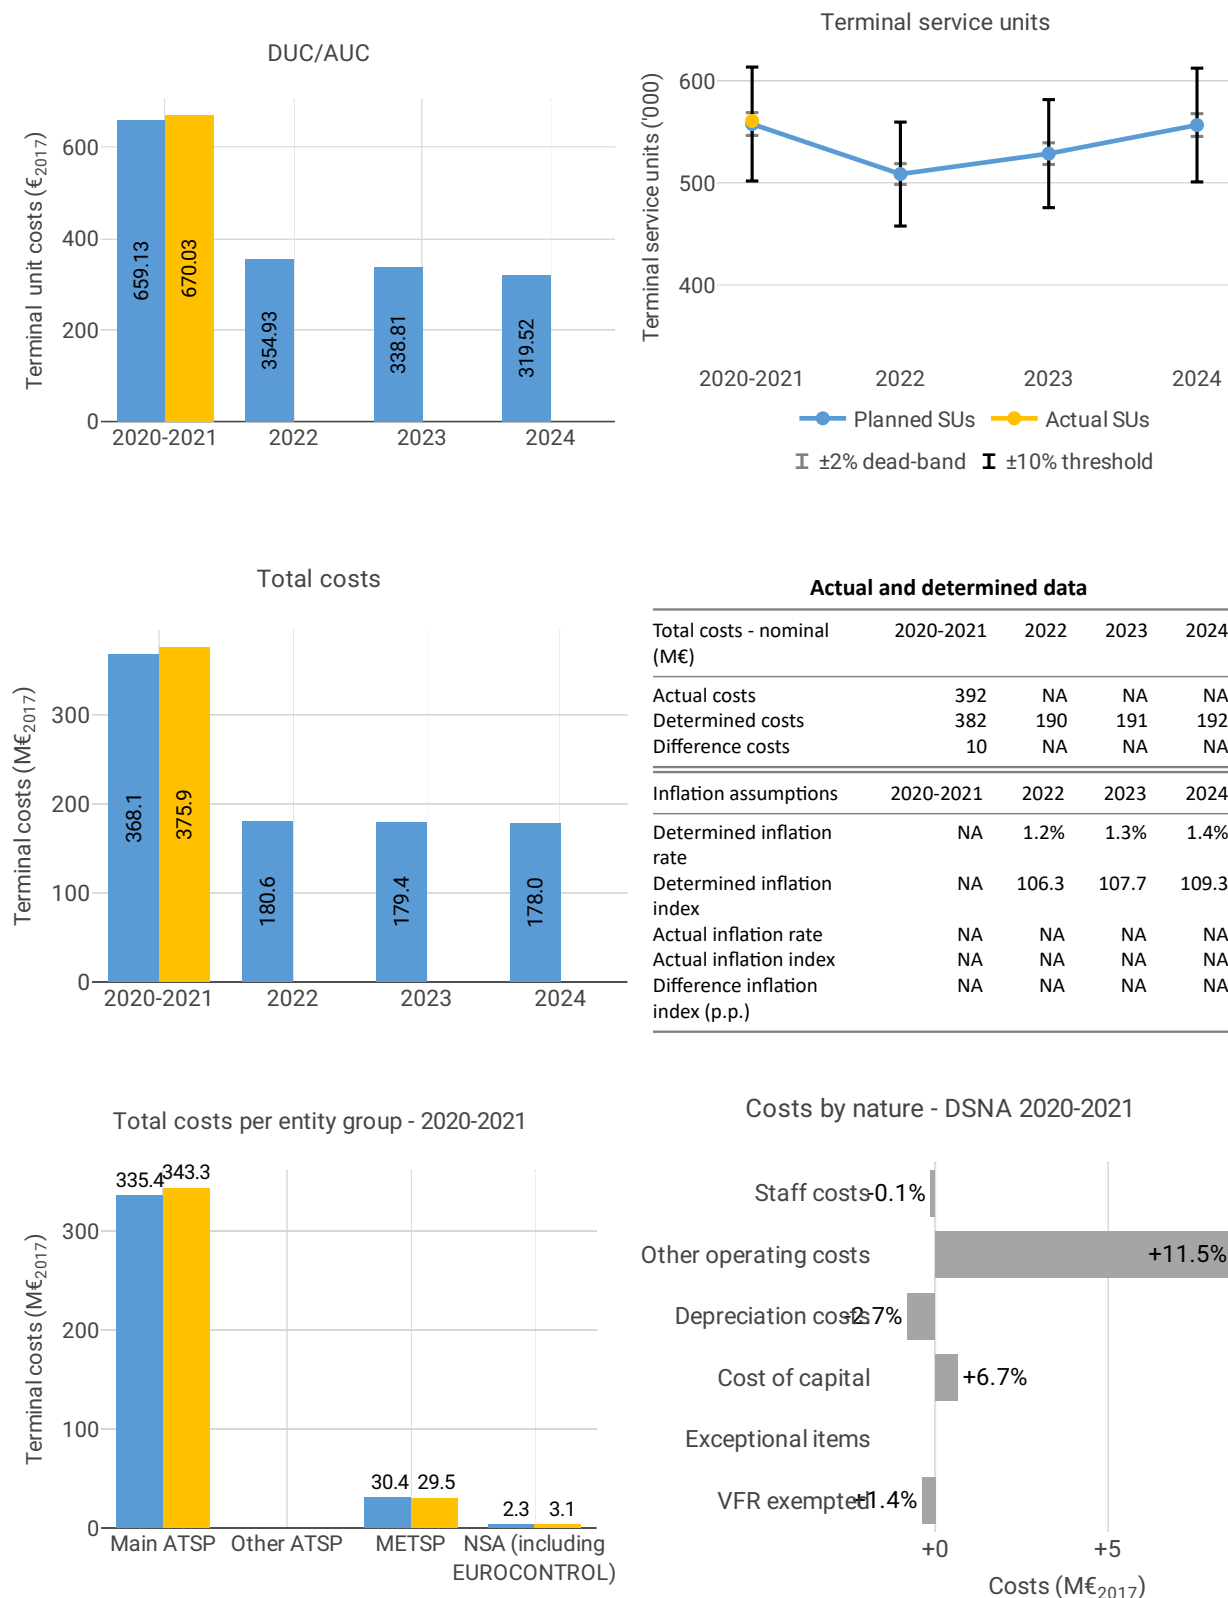 DUC/AUC
Terminal unit costs (€2017)
600
400
200
0
659.13
670.03
354.93
338.81
319.52
2020-2021 2022 2023 2024
Terminal service units
Terminal service units ('000)
600
500
400
2020-2021 2022 2023 2024
Planned SUs Actual SUs
±2% dead-band ±10% threshold
Total costs
Terminal costs (M€2017)
300
200
100
0
368.1
375.9
180.6
179.4
178.0
2020-2021 2022 2023 2024
Actual and determined data
Total costs - nominal 2020-2021 2022 2023 2024
(M€)
Actual costs 392 NA NA NA
Determined costs 382 190 191 192
Difference costs 10 NA NA NA
Inflation assumptions 2020-2021 2022 2023 2024
Determined inflation NA 1.2% 1.3% 1.4%
rate
Determined inflation NA 106.3 107.7 109.3
index
Actual inflation rate NA NA NA NA
Actual inflation index NA NA NA NA
Difference inflation NA NA NA NA
index (p.p.)
Total costs per entity group - 2020-2021
Terminal costs (M€2017)
300
200
100
0
335.4 343.3
30.4 29.5
2.3 3.1
Main ATSP Other ATSP METSP NSA (including
EUROCONTROL)
Costs by nature - DSNA 2020-2021
Staff costs -0.1%
Other operating costs +11.5%
Depreciation costs -2.7%
Cost of capital +6.7%
Exceptional items
VFR exempted +1.4%
+0 +5
Costs (M€2017)